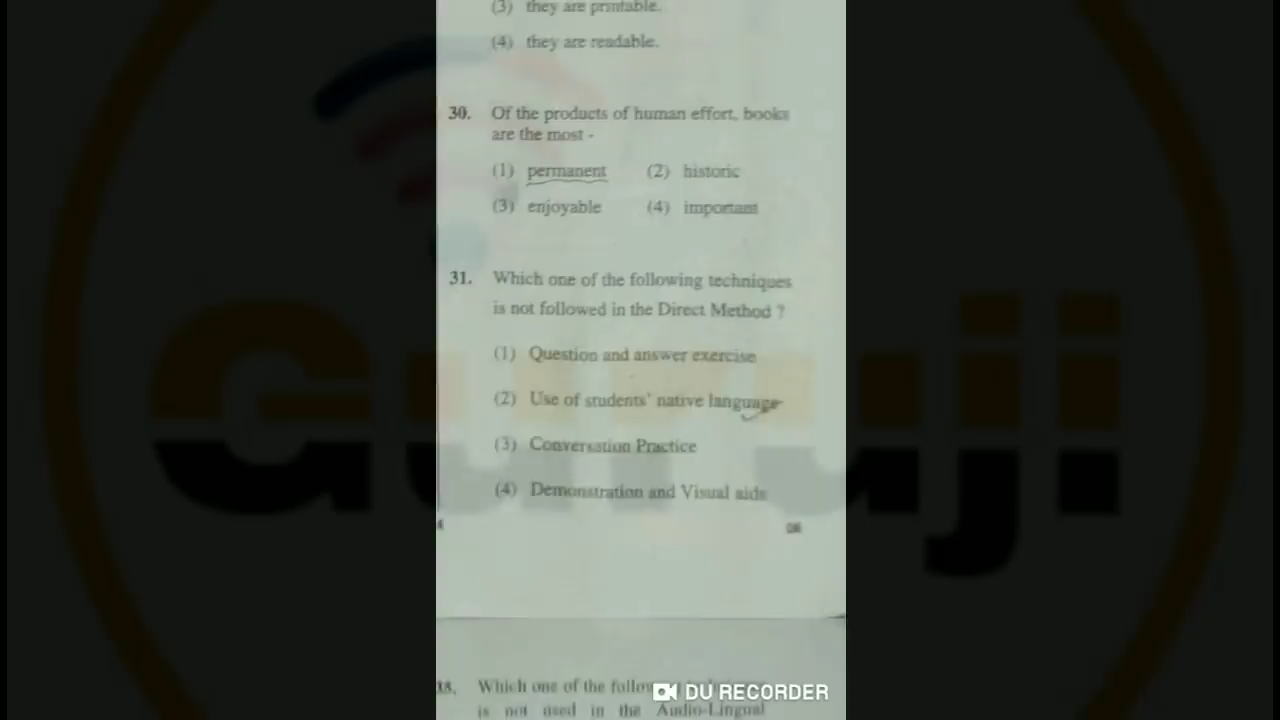 (3) they are printable.
(4) they are readable.
30. Of the products of human effort, books
are the most -
(1) permanent (2) historic
(3) enjoyable (4) important
31. Which one of the following techniques
is not followed in the Direct Method ?
(1) Question and answer exercise
(2) Use of students' native language
(3) Conversation Practice
(4) Demonstration and Visual aids
4 06
Which one of the
DU RECORDER
is not used in the Audio-Lingual
Guruji